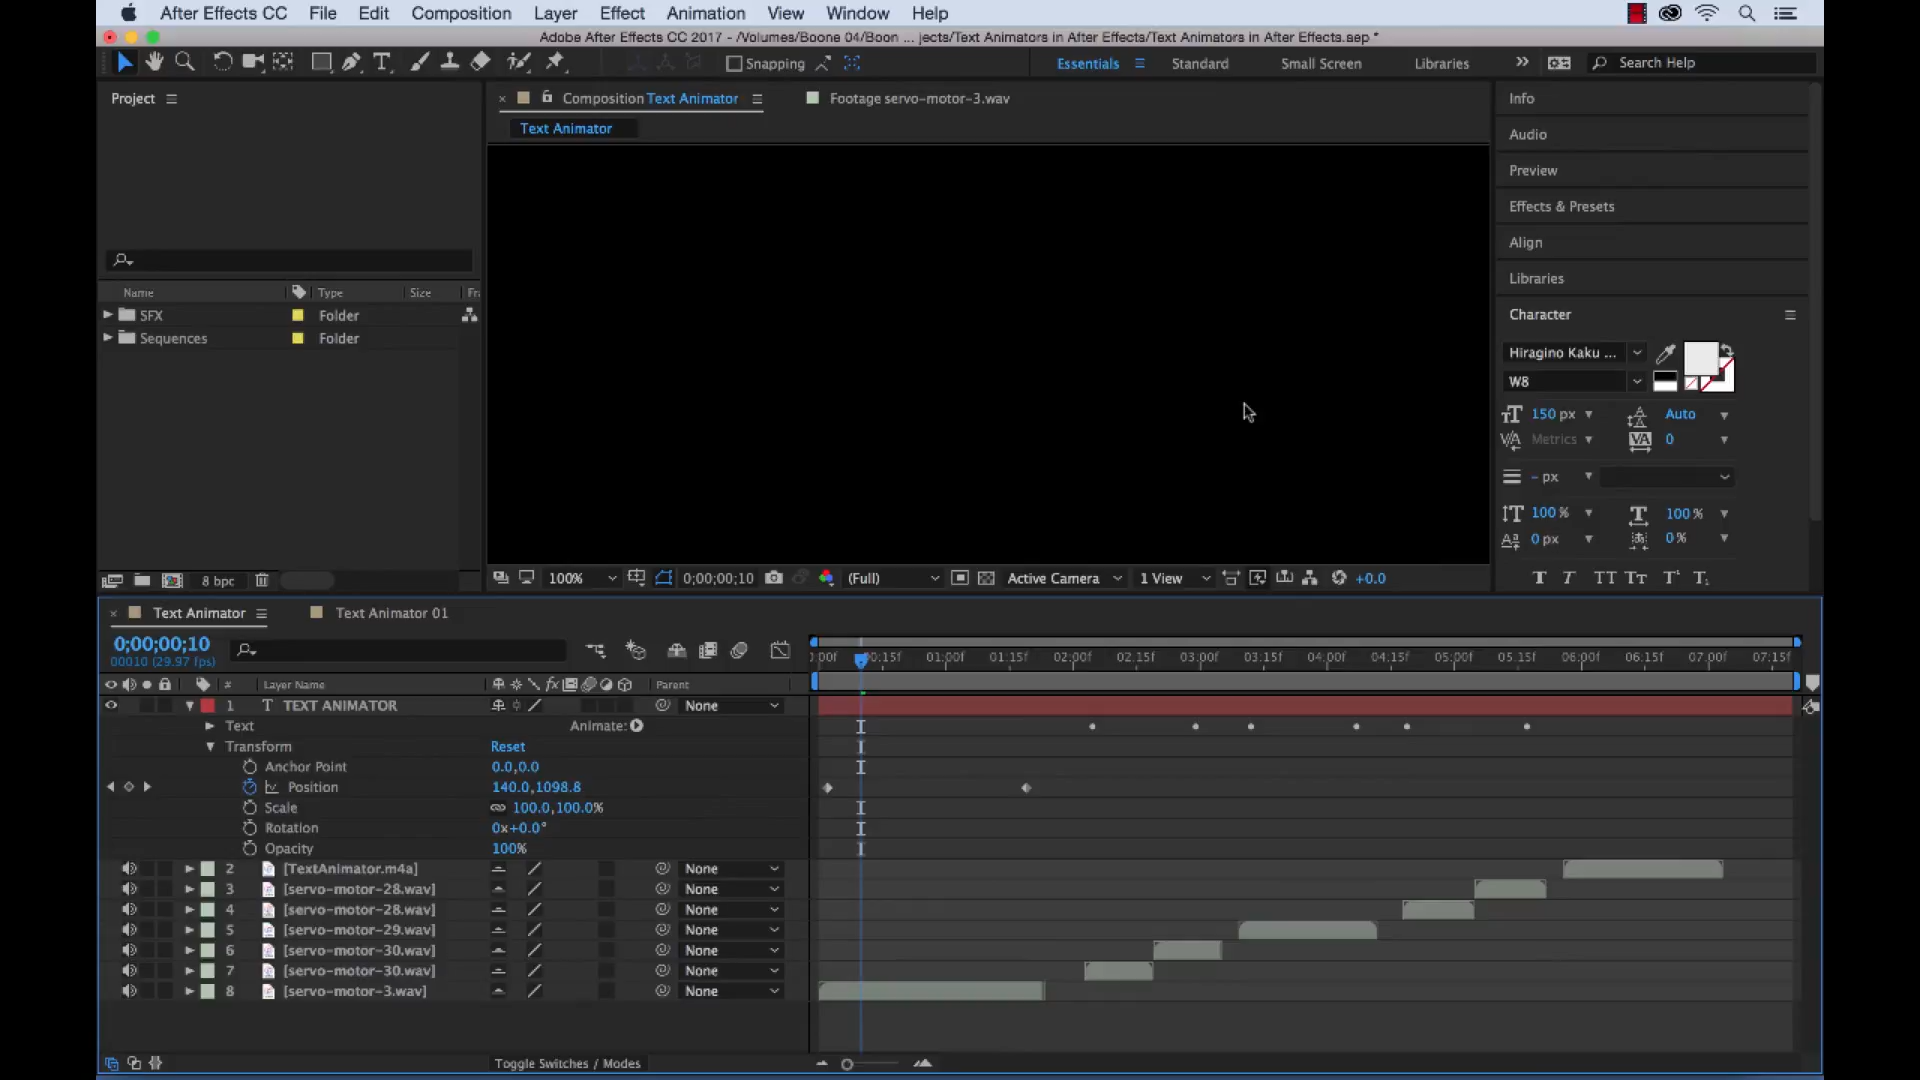 After Effects CC File Edit Composition Layer Effect Animation View Window Help
Adobe After Effects CC 2017 - /Volumes/Boone 04/Boon ... jects/Text Animators in After Effects/Text Animators in After Effects.aep *
Snapping Essentials Standard Small Screen Libraries Search Help
Project
Composition Text Animator
Footage servo-motor-3.wav
Text Animator
Name Type Size Fr
SFX Folder
Sequences Folder
8 bpc
100% 0;00;00;10 (Full) Active Camera 1 View +0.0
Info
Audio
Preview
Effects & Presets
Align
Libraries
Character
Hiragino Kaku ...
W8
150 px Auto
Metrics 0
- px
100 % 100 %
0 px 0 %
T T TT Tт T¹ T₁
Text Animator Text Animator 01
0;00;00;10
00010 (29.97 fps)
):00f 00:15f 01:00f 01:15f 02:00f 02:15f 03:00f 03:15f 04:00f 04:15f 05:00f 05:15f 06:00f 06:15f 07:00f 07:15f
# Layer Name fx Parent
1 T TEXT ANIMATOR None
Text Animate:
Transform Reset
Anchor Point 0.0,0.0
Position 140.0,1098.8
Scale 100.0,100.0%
Rotation 0x+0.0°
Opacity 100%
2 [TextAnimator.m4a] None
3 [servo-motor-28.wav] None
4 [servo-motor-28.wav] None
5 [servo-motor-29.wav] None
6 [servo-motor-30.wav] None
7 [servo-motor-30.wav] None
8 [servo-motor-3.wav] None
Toggle Switches / Modes